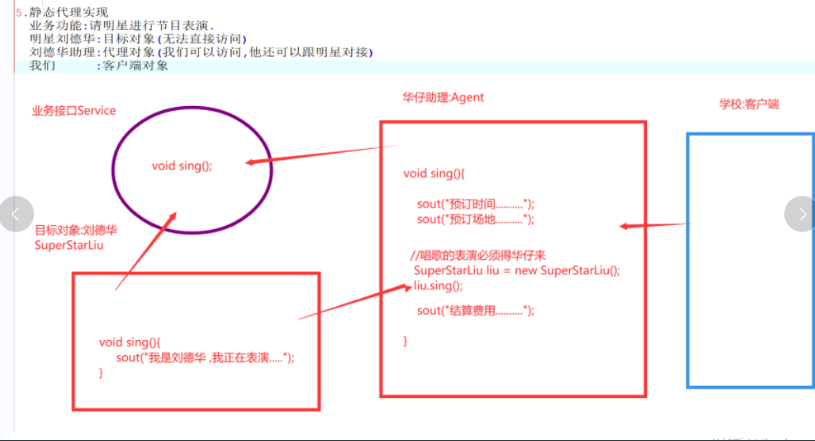 5.静态代理实现
业务功能:请明星进行节目表演.
明星刘德华:目标对象(无法直接访问)
刘德华助理:代理对象(我们可以访问,他还可以跟明星对接)
我们 :客户端对象
业务接口Service
华仔助理:Agent
学校:客户端
void sing();
void sing(){
sout("预订时间.........");
sout("预订场地.........");
//唱歌的表演必须得华仔来
SuperStarLiu liu = new SuperStarLiu();
liu.sing();
sout("结算费用.........");
}
目标对象:刘德华
SuperStarLiu
void sing(){
sout("我是刘德华 ,我正在表演.....");
}